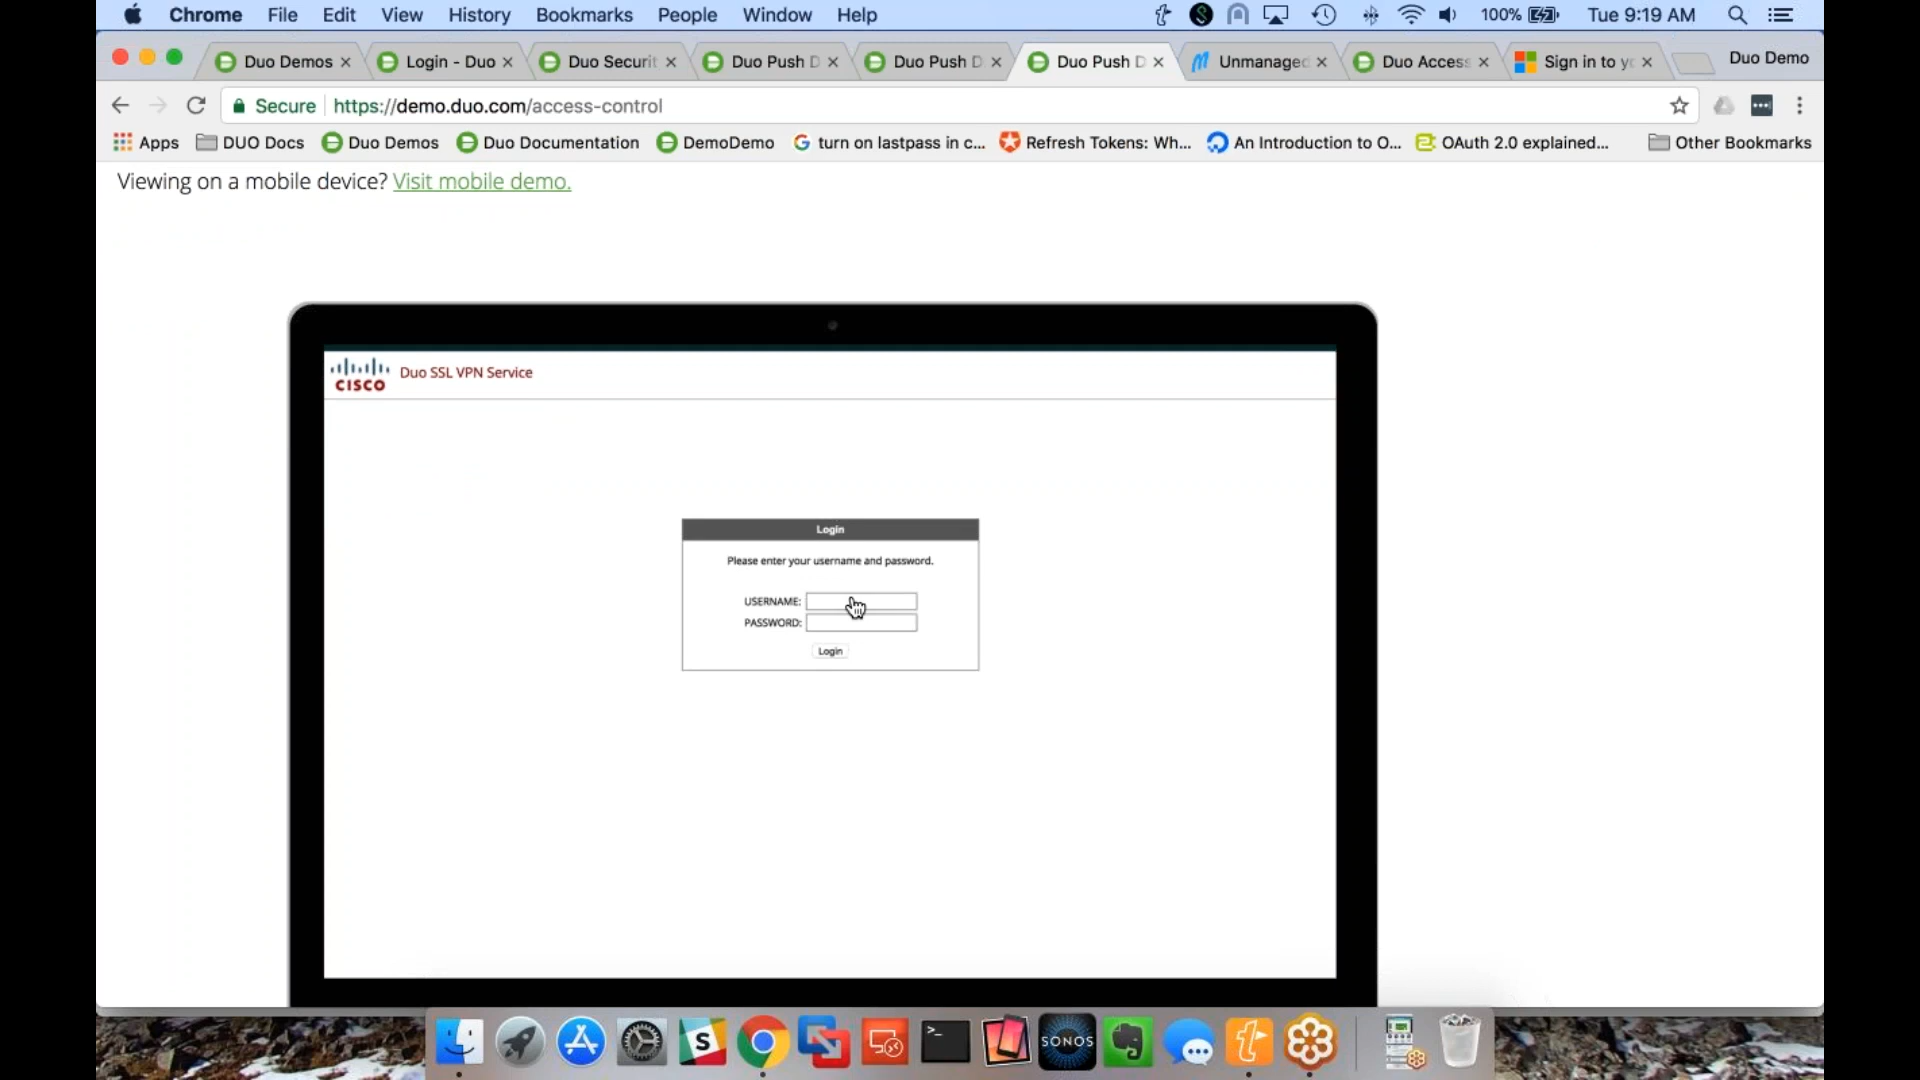 Chrome File Edit View History Bookmarks People Window Help 100% Tue 9:19 AM
Duo Demos Login - Duo Duo Securit Duo Push D Duo Push D Duo Push D Unmanaged Duo Access Sign in to yo Duo Demo
Secure https://demo.duo.com/access-control
Apps DUO Docs Duo Demos Duo Documentation DemoDemo turn on lastpass in c... Refresh Tokens: Wh... An Introduction to O... OAuth 2.0 explained... Other Bookmarks
Viewing on a mobile device? Visit mobile demo.
CISCO Duo SSL VPN Service
Login
Please enter your username and password.
USERNAME:
PASSWORD:
Login
SONOS